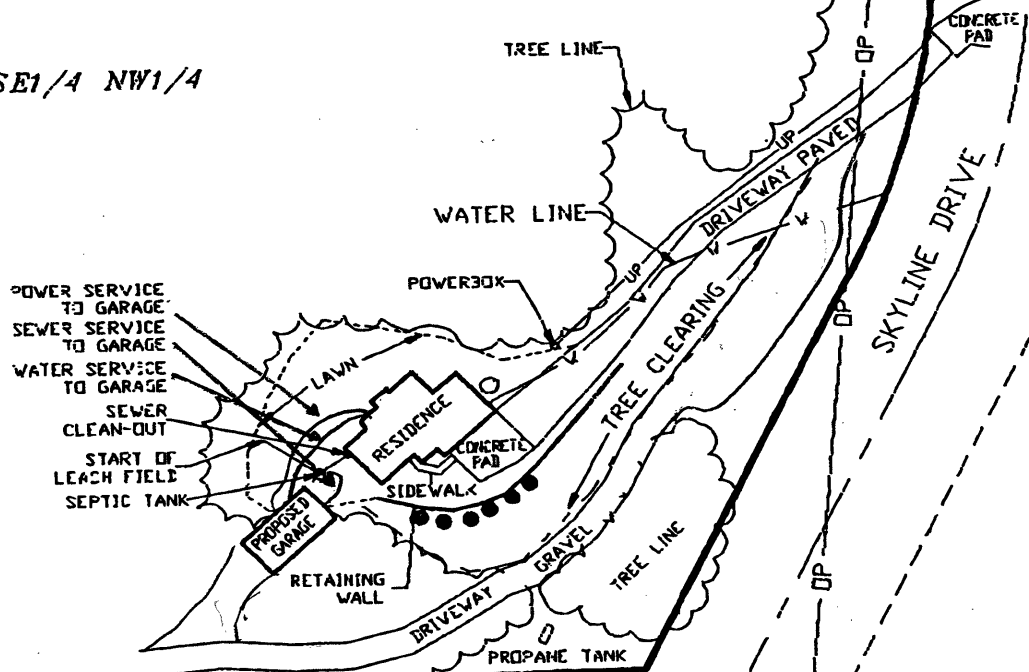 SE1/4 NW1/4
TREE LINE
CONCRETE
PAD
OP
UP
DRIVEWAY PAVED
WATER LINE
W
W
UP
SKYLINE DRIVE
POWERBOX
W
W
OP
TREE CLEARING
POWER SERVICE
TO GARAGE
SEWER SERVICE
TO GARAGE
WATER SERVICE
TO GARAGE
SEWER
CLEAN-OUT
START OF
LEACH FIELD
SEPTIC TANK
LAWN
RESIDENCE
CONCRETE
PAD
SIDEWALK
PROPOSED
GARAGE
RETAINING
WALL
DRIVEWAY GRAVEL
TREE LINE
OP
PROPANE TANK